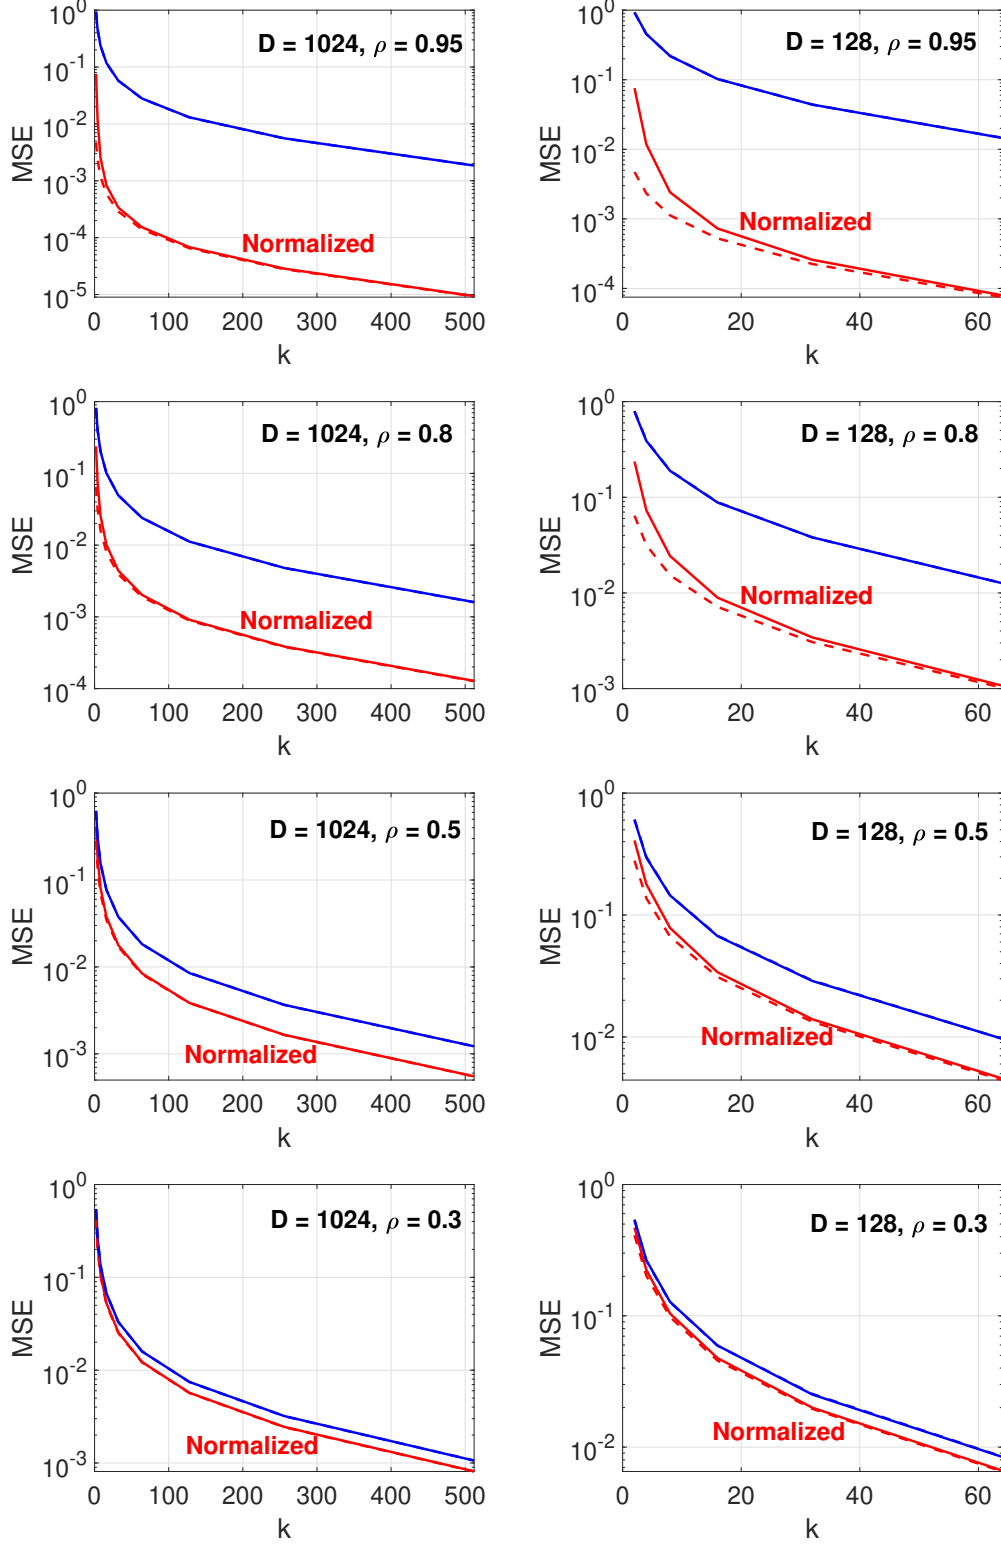 D = 1024, ρ = 0.95
10^0
10^-1
10^-2
10^-3
10^-4
10^-5
MSE
Normalized
0 100 200 300 400 500
k
D = 128, ρ = 0.95
10^0
10^-1
10^-2
10^-3
10^-4
MSE
Normalized
0 20 40 60
k
D = 1024, ρ = 0.8
10^0
10^-1
10^-2
10^-3
10^-4
MSE
Normalized
0 100 200 300 400 500
k
D = 128, ρ = 0.8
10^0
10^-1
10^-2
10^-3
MSE
Normalized
0 20 40 60
k
D = 1024, ρ = 0.5
10^0
10^-1
10^-2
10^-3
MSE
Normalized
0 100 200 300 400 500
k
D = 128, ρ = 0.5
10^0
10^-1
10^-2
MSE
Normalized
0 20 40 60
k
D = 1024, ρ = 0.3
10^0
10^-1
10^-2
10^-3
MSE
Normalized
0 100 200 300 400 500
k
D = 128, ρ = 0.3
10^0
10^-1
10^-2
MSE
Normalized
0 20 40 60
k